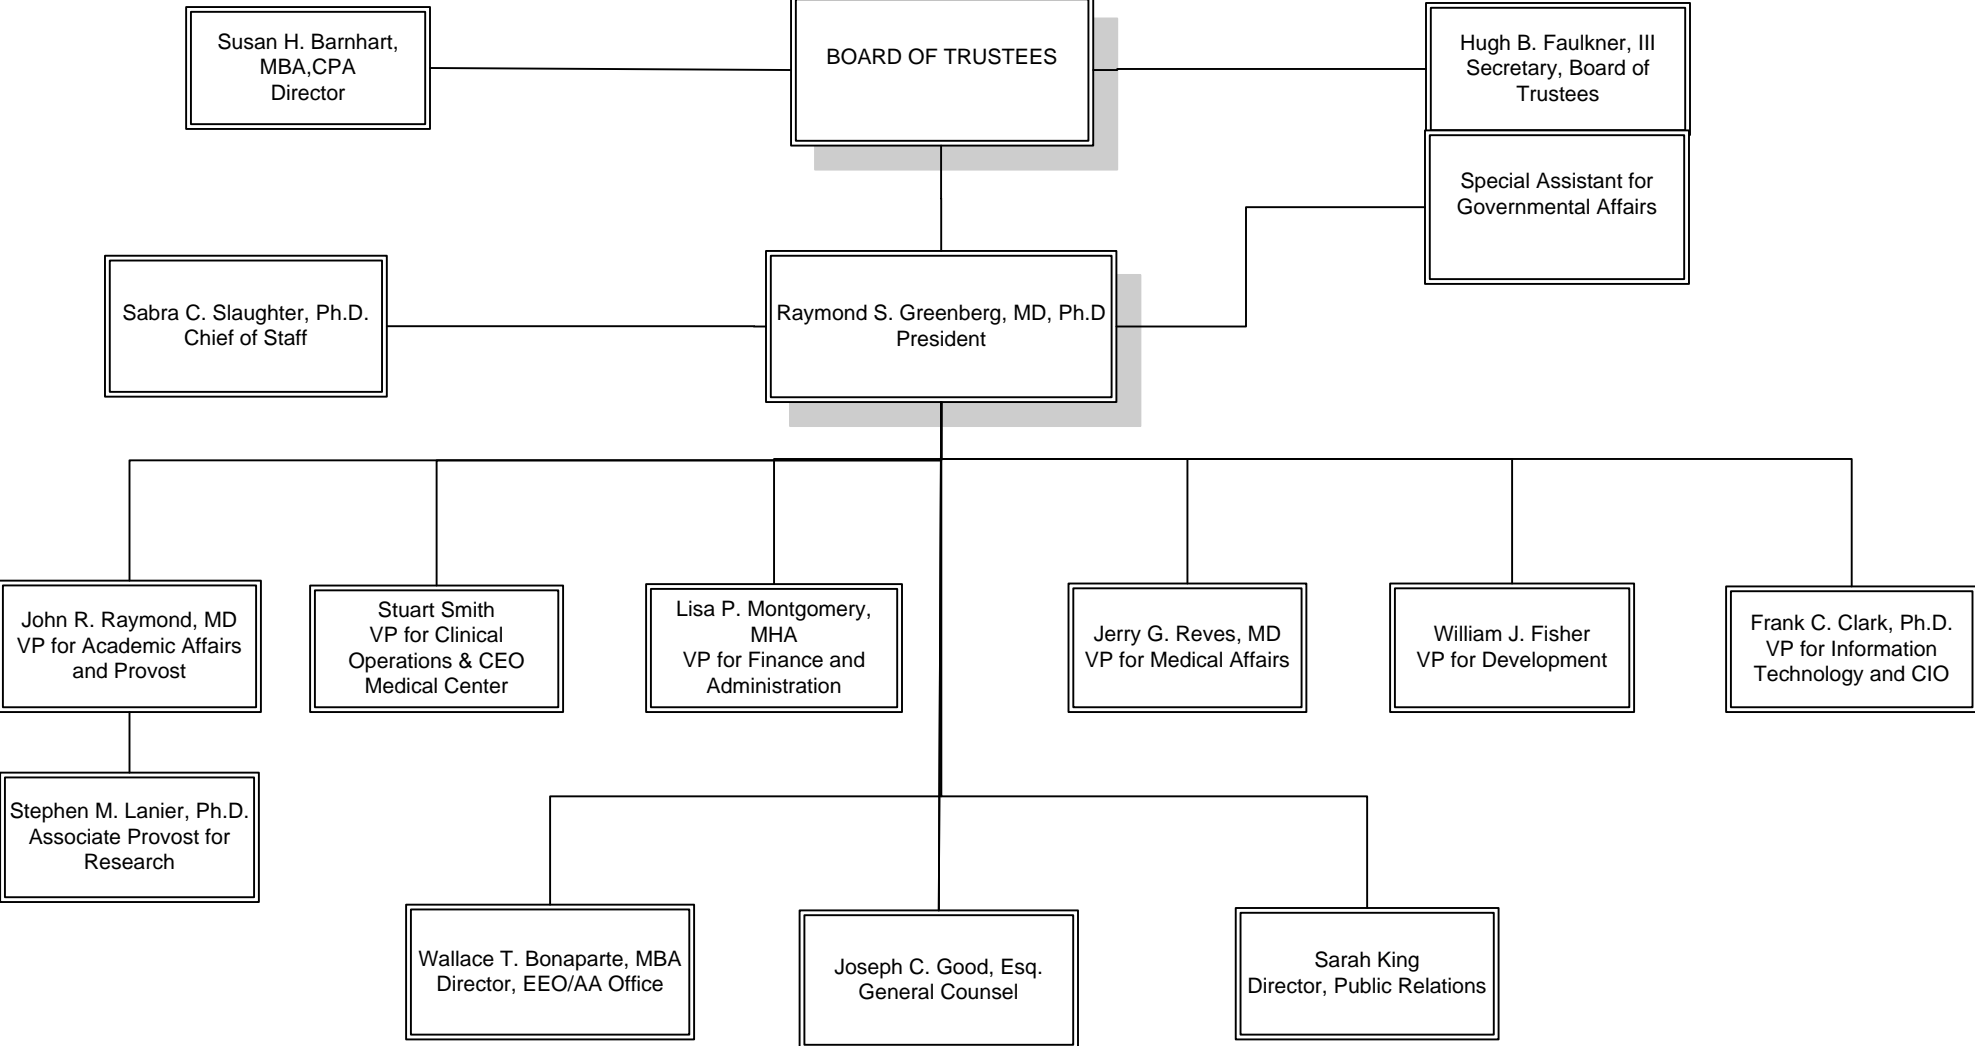 Susan H. Barnhart,
MBA,CPA
Director
BOARD OF TRUSTEES
Hugh B. Faulkner, III
Secretary, Board of
Trustees
Special Assistant for
Governmental Affairs
Sabra C. Slaughter, Ph.D.
Chief of Staff
Raymond S. Greenberg, MD, Ph.D
President
John R. Raymond, MD
VP for Academic Affairs
and Provost
Stuart Smith
VP for Clinical
Operations & CEO
Medical Center
Lisa P. Montgomery,
MHA
VP for Finance and
Administration
Jerry G. Reves, MD
VP for Medical Affairs
William J. Fisher
VP for Development
Frank C. Clark, Ph.D.
VP for Information
Technology and CIO
Stephen M. Lanier, Ph.D.
Associate Provost for
Research
Wallace T. Bonaparte, MBA
Director, EEO/AA Office
Joseph C. Good, Esq.
General Counsel
Sarah King
Director, Public Relations